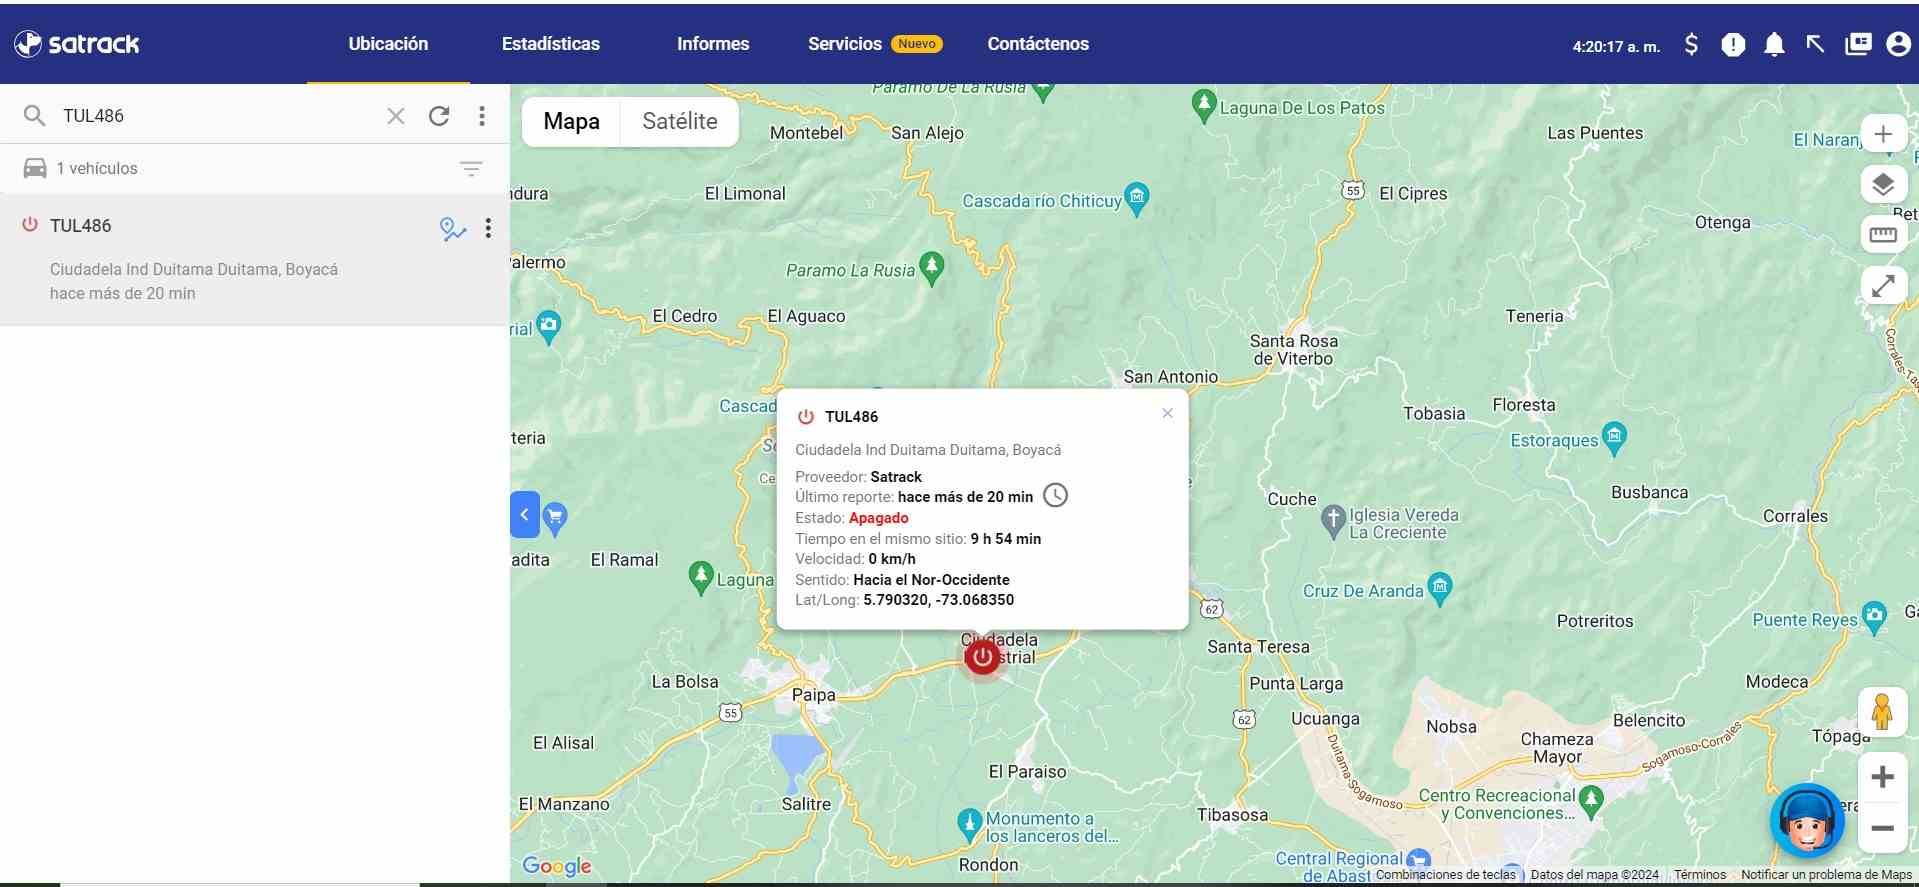 satrack
Ubicación
Estadísticas
Informes
Servicios Nuevo
Contáctenos
4:20:17 a. m.
TUL486
1 vehículos
TUL486
Ciudadela Ind Duitama Duitama, Boyacá
hace más de 20 min
Mapa
Satélite
Paramo De La Rusia
Laguna De Los Patos
Montebel
San Alejo
Las Puentes
El Naranj
ndura
El Limonal
Cascada río Chiticuy
55
El Cipres
Otenga
Bet
Palermo
Paramo La Rusia
rial
El Cedro
El Aguaco
Teneria
Corrales-Ta
Santa Rosa
de Viterbo
San Antonio
Cascad
Tobasia
Floresta
teria
Estoraques
TUL486
Ciudadela Ind Duitama Duitama, Boyacá
Proveedor: Satrack
Último reporte: hace más de 20 min
Estado: Apagado
Tiempo en el mismo sitio: 9 h 54 min
Velocidad: 0 km/h
Sentido: Hacia el Nor-Occidente
Lat/Long: 5.790320, -73.068350
Cuche
Busbanca
Iglesia Vereda
La Creciente
Corrales
adita
El Ramal
Laguna
Cruz De Aranda
62
Potreritos
Puente Reyes
Ciudadela
strial
Santa Teresa
La Bolsa
Paipa
55
Punta Larga
Modeca
62
Ucuanga
Nobsa
Belencito
Tópaga
El Alisal
Chameza
Mayor
Sogamoso-Corrales
Duitama-Sogamoso
El Paraiso
El Manzano
Salitre
Centro Recreacional
y Convenciones...
Tibasosa
Monumento a
los lanceros del...
Rondon
Central Regional
de Abast
Google
Combinaciones de teclas
Datos del mapa ©2024
Términos
Notificar un problema de Maps